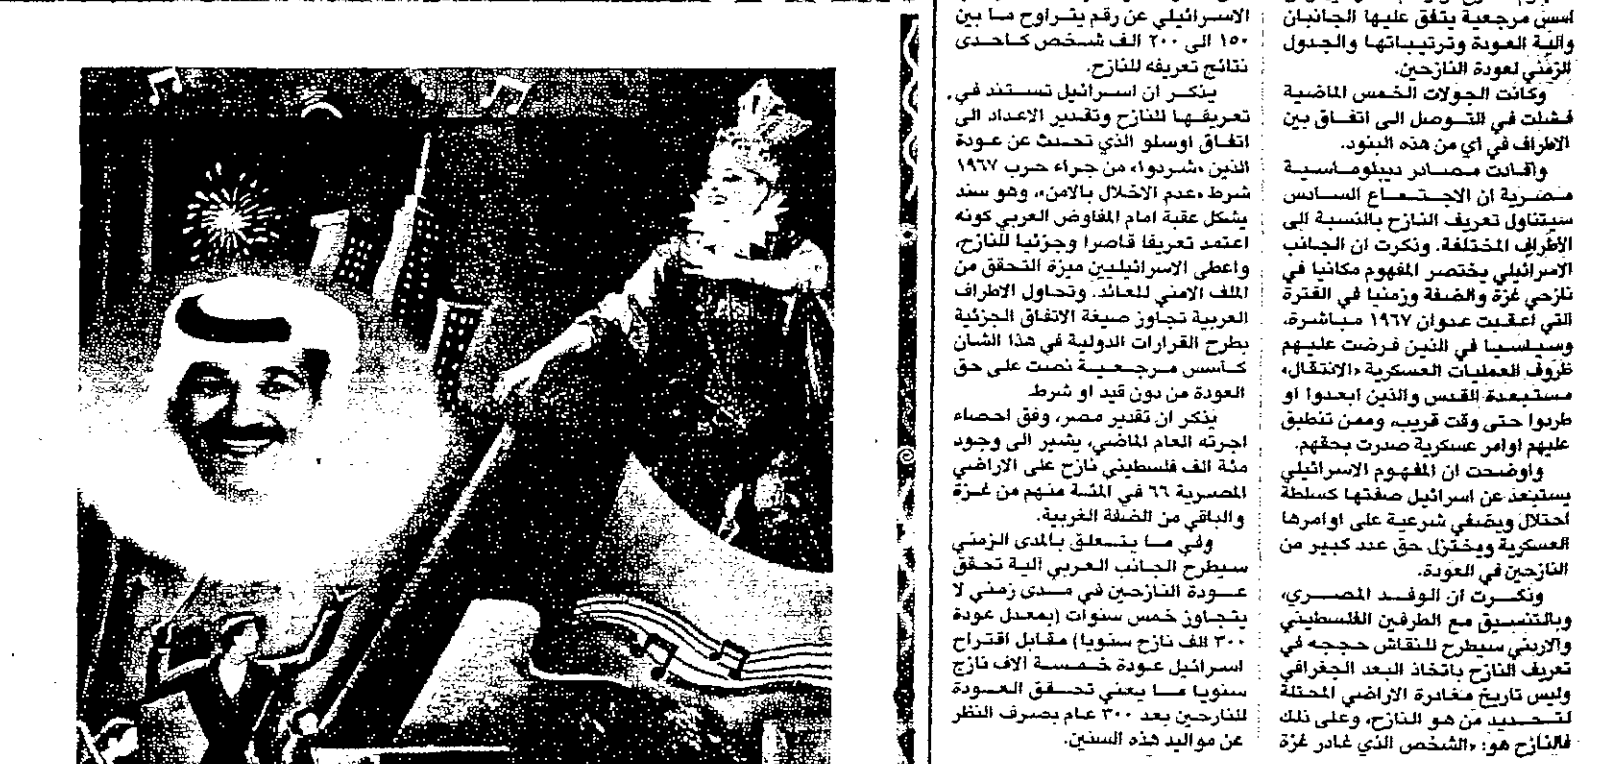 اسس مرجعية يتفق عليها الجانبان
وآلية العودة وترتيباتها والجدول
الزمني لعودة النازحين.
وكانت الجولات الخمس الماضية
فشلت في التوصل الى اتفاق بين
الاطراف في أي من هذه البنود.
وافادت مصادر ديبلوماسية
مصرية ان الاجتماع السادس
سيتناول تعريف النازح بالنسبة الى
الأطراف المختلفة. وذكرت ان الجانب
الاسرائيلي يختصر المفهوم مكانيا في
نازحي غزة والضفة وزمنيا في الفترة
التي اعقبت عدوان ١٩٦٧ مباشرة،
وسياسيا في الذين فرضت عليهم
ظروف العمليات العسكرية «الانتقال»
مستبعدة القدس والذين ابعدوا او
طردوا حتى وقت قريب، وممن تنطبق
عليهم اوامر عسكرية صدرت بحقهم.
واوضحت ان المفهوم الاسرائيلي
يستبعد عن اسرائيل صفتها كسلطة
احتلال ويضفي شرعية على اوامرها
العسكرية ويختزل حق عدد كبير من
النازحين في العودة.
وذكرت ان الوفد المصري،
وبالتنسيق مع الطرفين الفلسطيني
والاردني سيطرح للنقاش حججه في
تعريف النازح باتخاذ البعد الجغرافي
وليس تاريخ مغادرة الاراضي المحتلة
لتحديد من هو النازح، وعلى ذلك
فالنازح هو: «الشخص الذي غادر غزة
الاسرائيلي عن رقم يتراوح ما بين
١٥٠ الى ٢٠٠ الف شخص كاحدى
نتائج تعريفه للنازح.
يذكر ان اسرائيل تستند في
تعريفها للنازح وتقدير الاعداد الى
اتفاق اوسلو الذي تحدث عن عودة
الذين «شردوا» من جراء حرب ١٩٦٧
شرط «عدم الاخلال بالامن»، وهو سند
يشكل عقبة امام المفاوض العربي كونه
اعتمد تعريفا قاصرا وجزئيا للنازح،
واعطى الاسرائيليين ميزة التحقق من
الملف الامني للعائد. وتحاول الاطراف
العربية تجاوز صيغة الاتفاق الجزئية
بطرح القرارات الدولية في هذا الشأن
كأسس مرجعية نصت على حق
العودة من دون قيد او شرط.
يذكر ان تقدير مصر، وفق احصاء
اجرته العام الماضي، يشير الى وجود
مئة الف فلسطيني نازح على الاراضي
المصرية ٦٦ في المئة منهم من غزة
والباقي من الضفة الغربية.
وفي ما يتعلق بالمدى الزمني
سيطرح الجانب العربي آلية تحقق
عودة النازحين في مدى زمني لا
يتجاوز خمس سنوات (بمعدل عودة
٣٠٠ الف نازح سنويا) مقابل اقتراح
اسرائيل عودة خمسة الاف نازح
سنويا ما يعني تحقق العودة
للنازحين بعد ٣٠٠ عام بصرف النظر
عن مواليد هذه السنين.